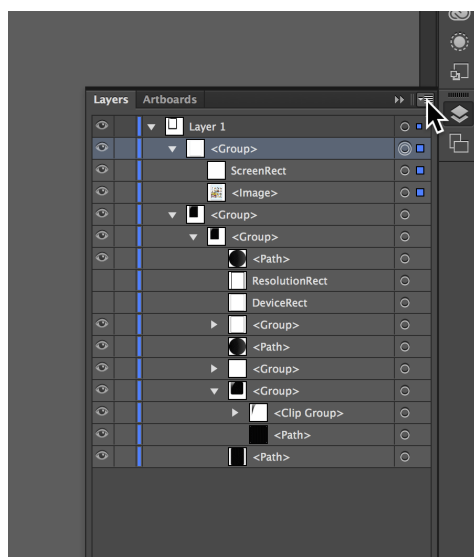 Layers Artboards
Layer 1
<Group>
ScreenRect
<Image>
<Group>
<Group>
<Path>
ResolutionRect
DeviceRect
<Group>
<Path>
<Group>
<Group>
<Clip Group>
<Path>
<Path>